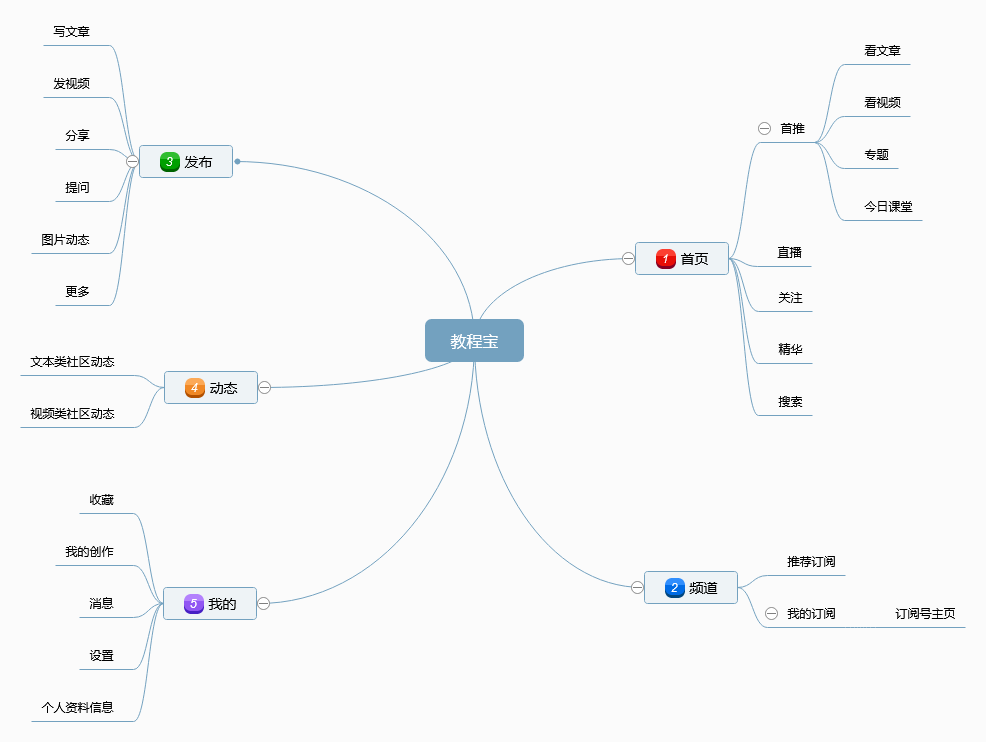 教程宝
1 首页
首推
看文章
看视频
专题
今日课堂
直播
关注
精华
搜索
2 频道
推荐订阅
我的订阅
订阅号主页
3 发布
写文章
发视频
分享
提问
图片动态
更多
4 动态
文本类社区动态
视频类社区动态
5 我的
收藏
我的创作
消息
设置
个人资料信息